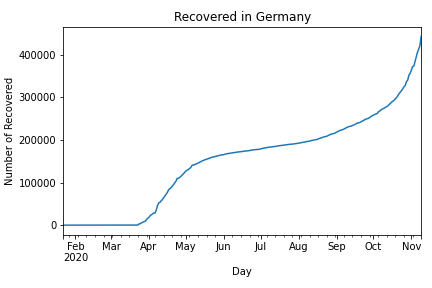 Recovered in Germany
Number of Recovered
400000
300000
200000
100000
0
Feb Mar Apr May Jun Jul Aug Sep Oct Nov
2020
Day